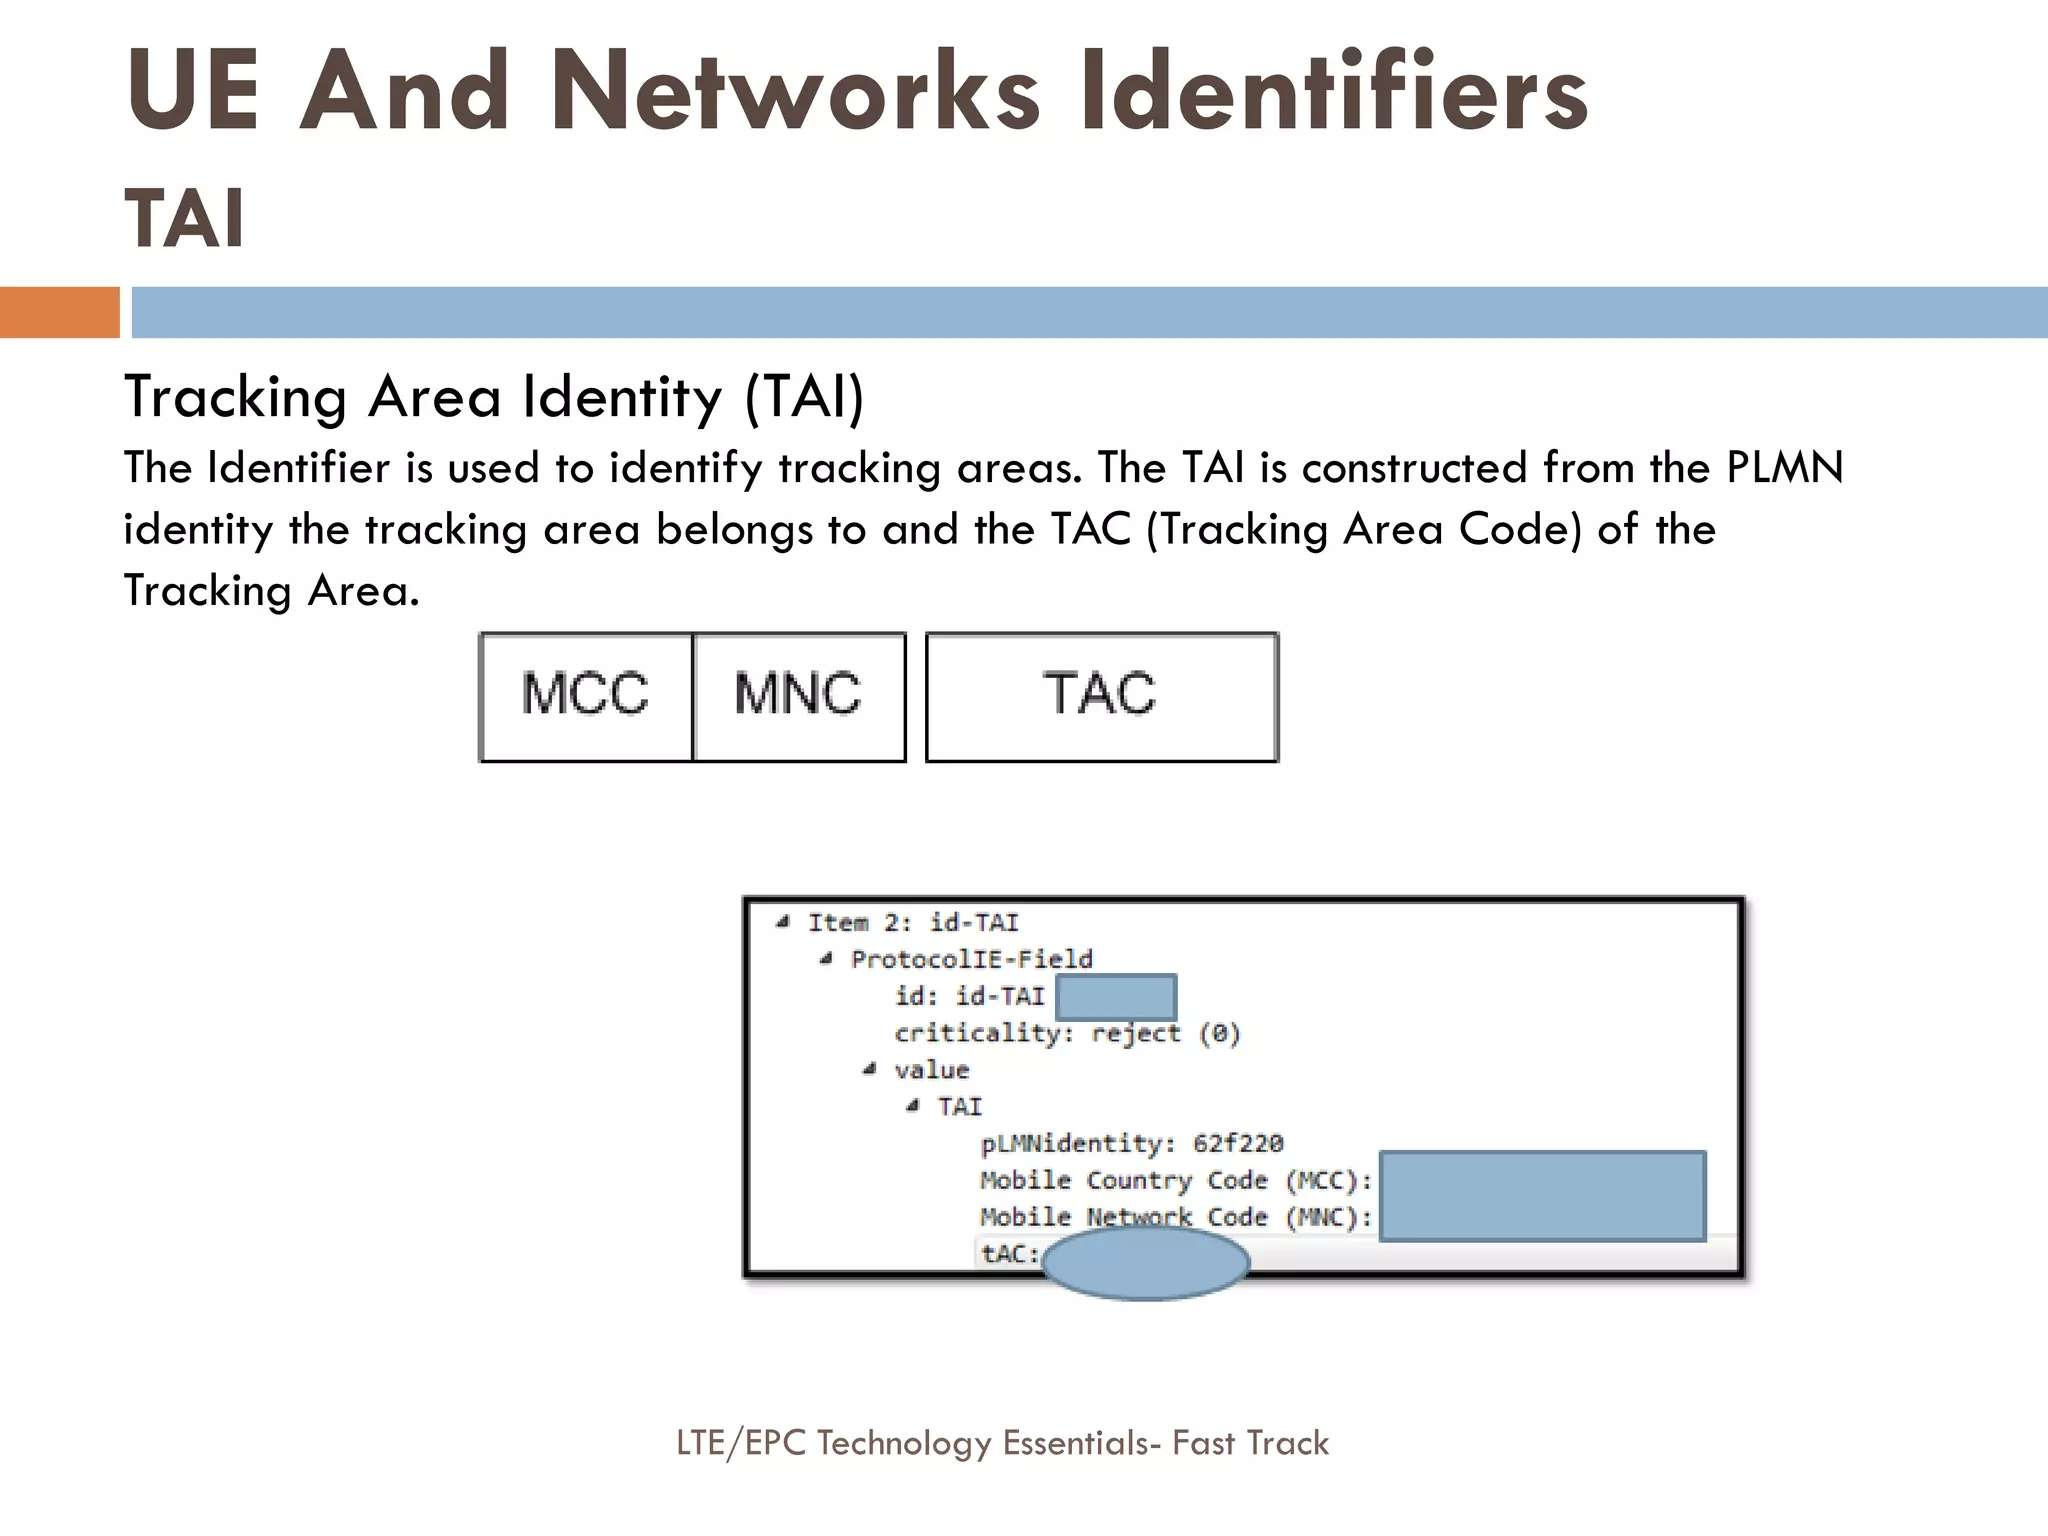 UE And Networks Identifiers
TAI
Tracking Area Identity (TAI)
The Identifier is used to identify tracking areas. The TAI is constructed from the PLMN
identity the tracking area belongs to and the TAC (Tracking Area Code) of the
Tracking Area.
MCC MNC TAC
Item 2: id-TAI
ProtocolIE-Field
id: id-TAI
criticality: reject (0)
value
TAI
pLMNidentity: 62f220
Mobile Country Code (MCC):
Mobile Network Code (MNC):
tAC:
LTE/EPC Technology Essentials- Fast Track